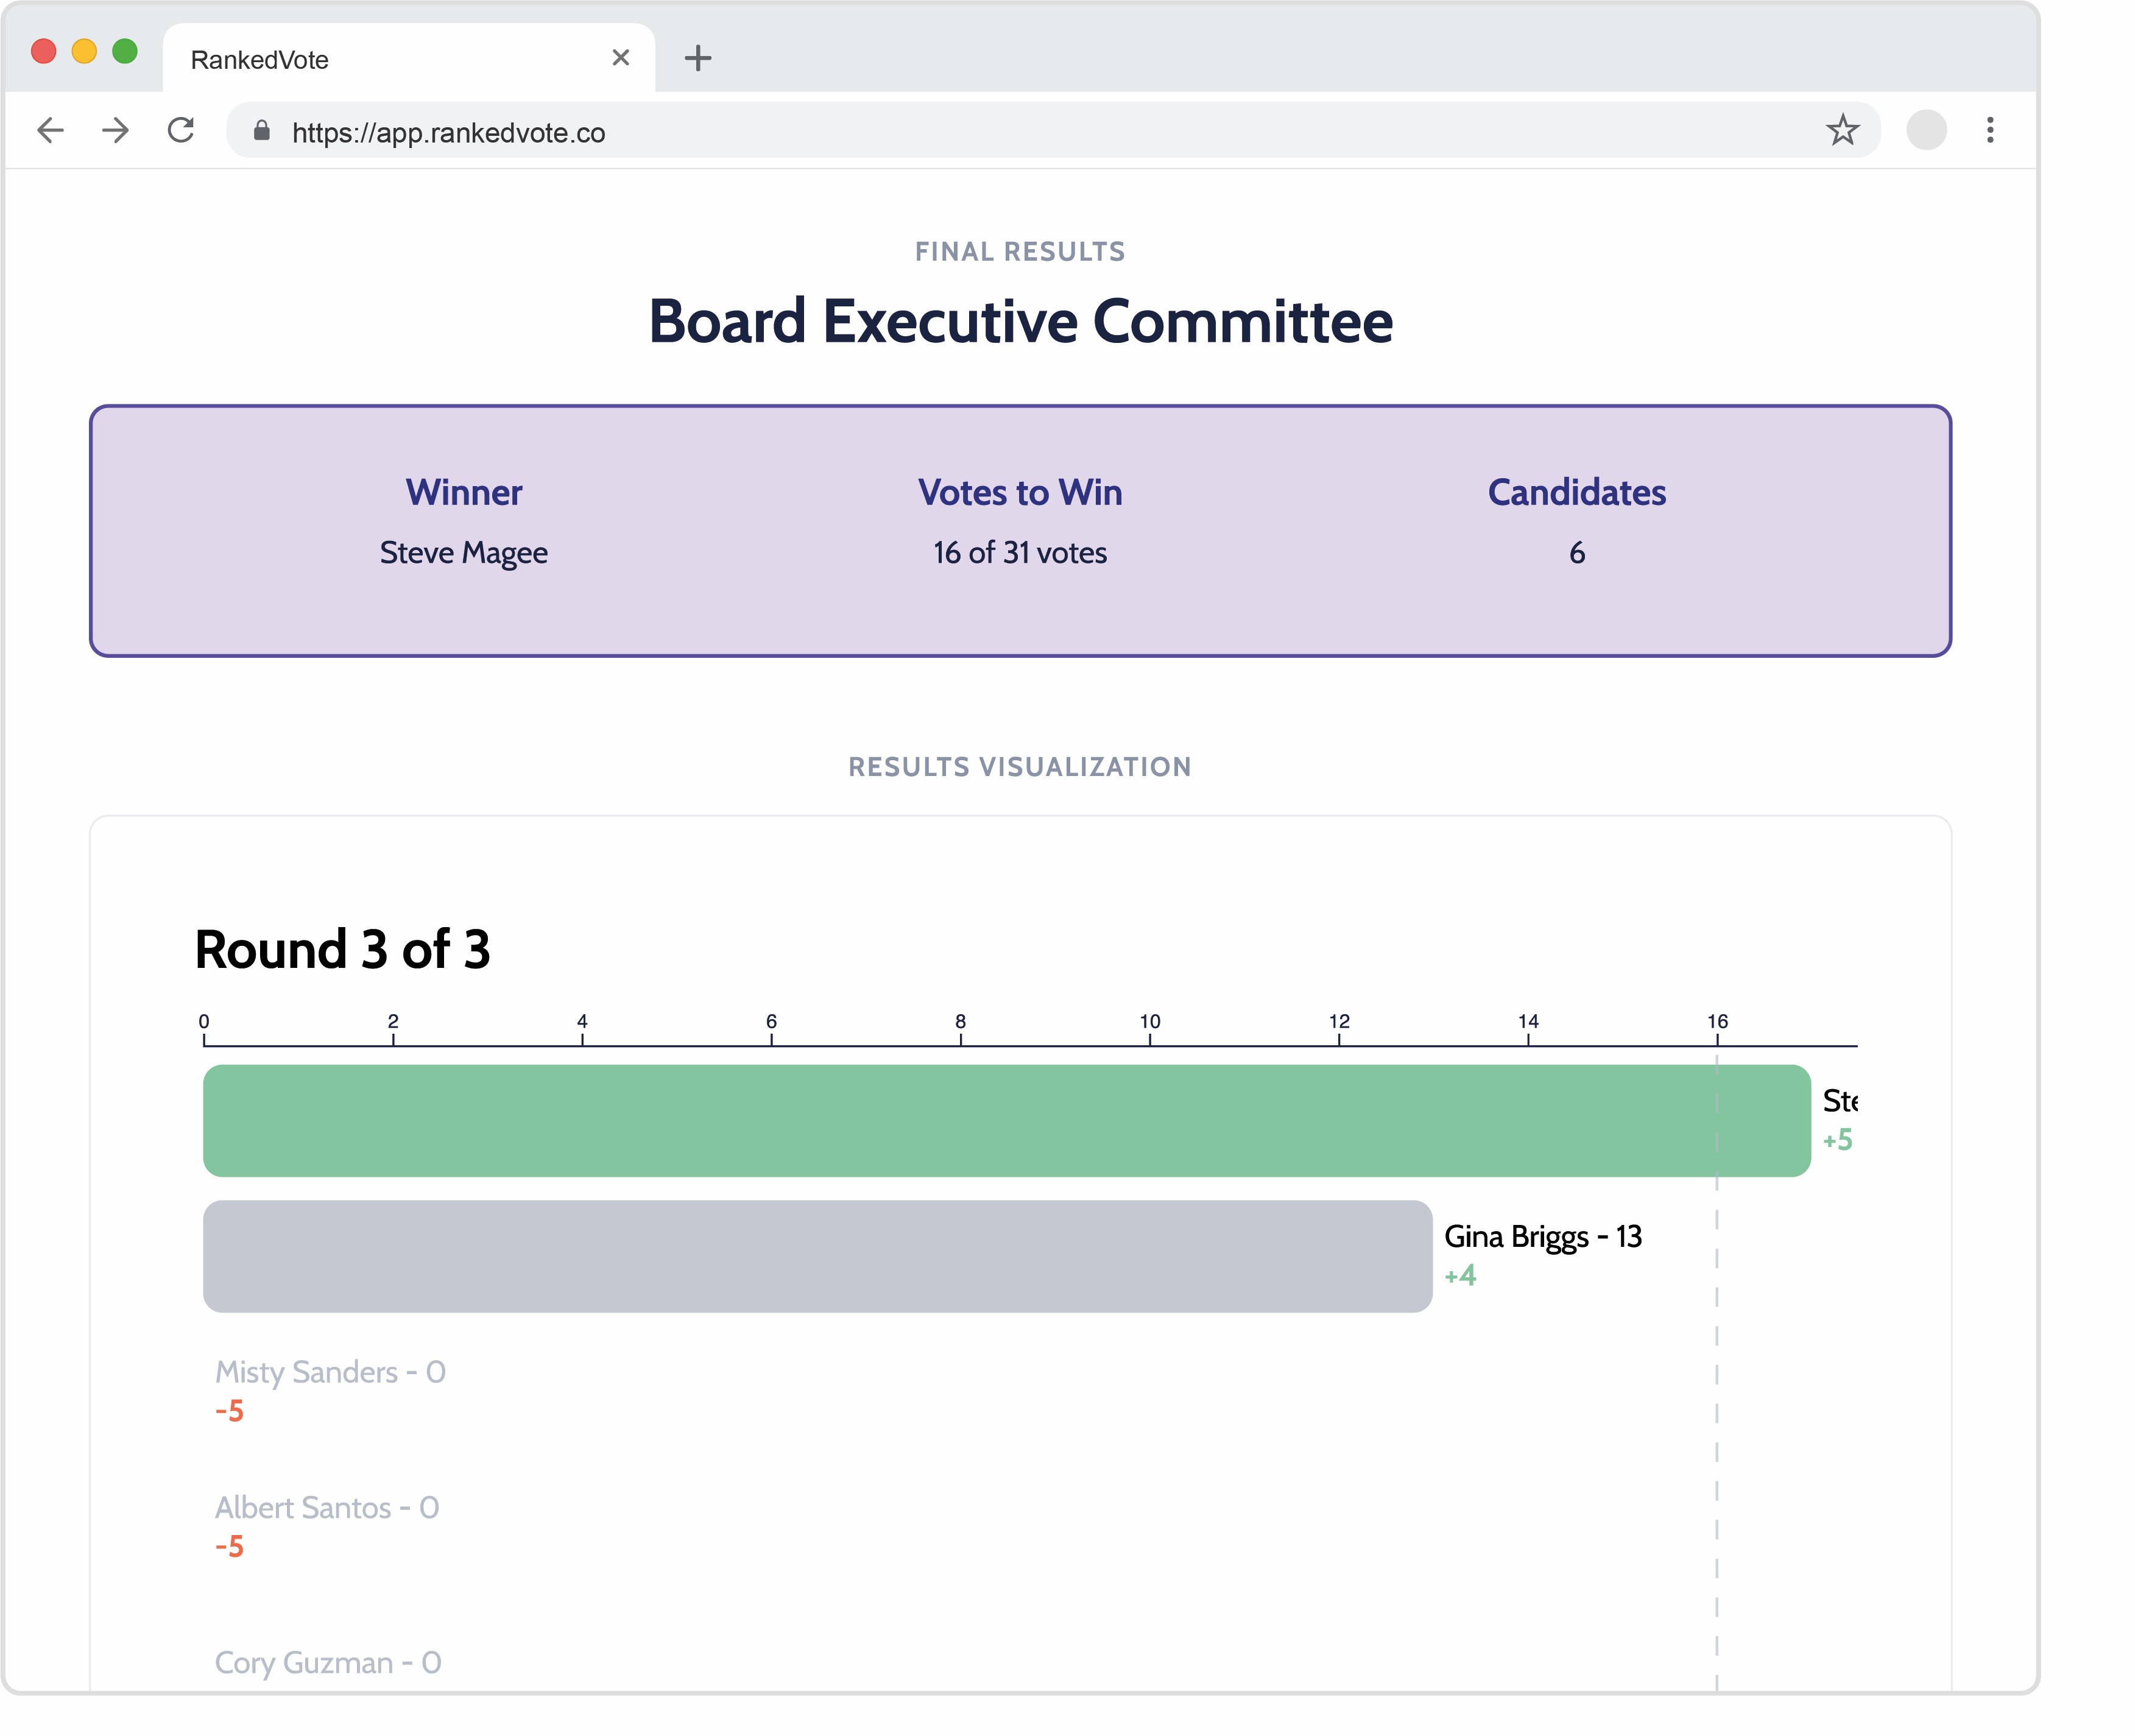 RankedVote
https://app.rankedvote.co
FINAL RESULTS
Board Executive Committee
Winner
Votes to Win
Candidates
Steve Magee
16 of 31 votes
6
RESULTS VISUALIZATION
Round 3 of 3
0 2 4 6 8 10 12 14 16
Ste
+5
Gina Briggs - 13
+4
Misty Sanders - 0
-5
Albert Santos - 0
-5
Cory Guzman - 0